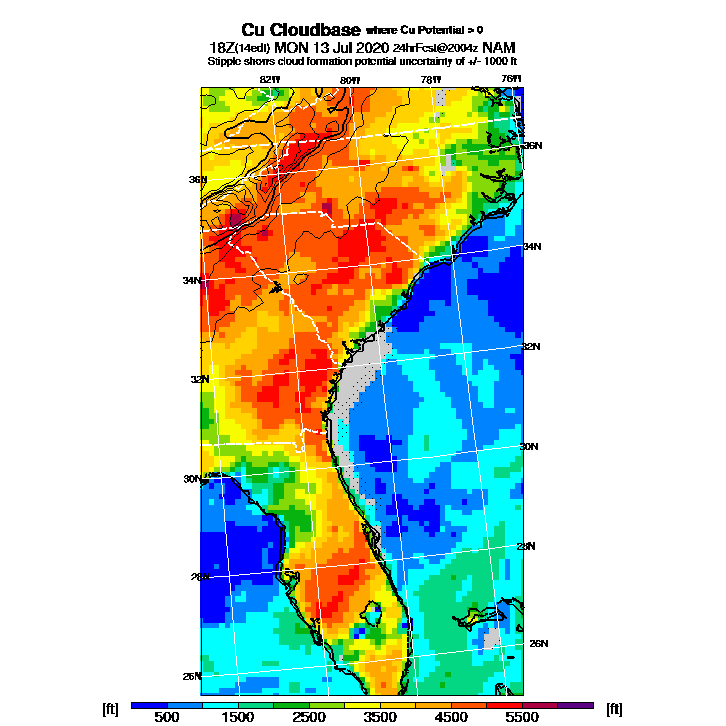 Cu Cloudbase where Cu Potential > 0
18Z(14edt) MON 13 Jul 2020 24hrFcst@2004z NAM
Stipple shows cloud formation potential uncertainty of +/- 1000 ft
82W 80W 78W 76W
36N
36N
34N
34N
32N
32N
30N
30N
28N
28N
26N
26N
[ft] 500 1500 2500 3500 4500 5500 [ft]